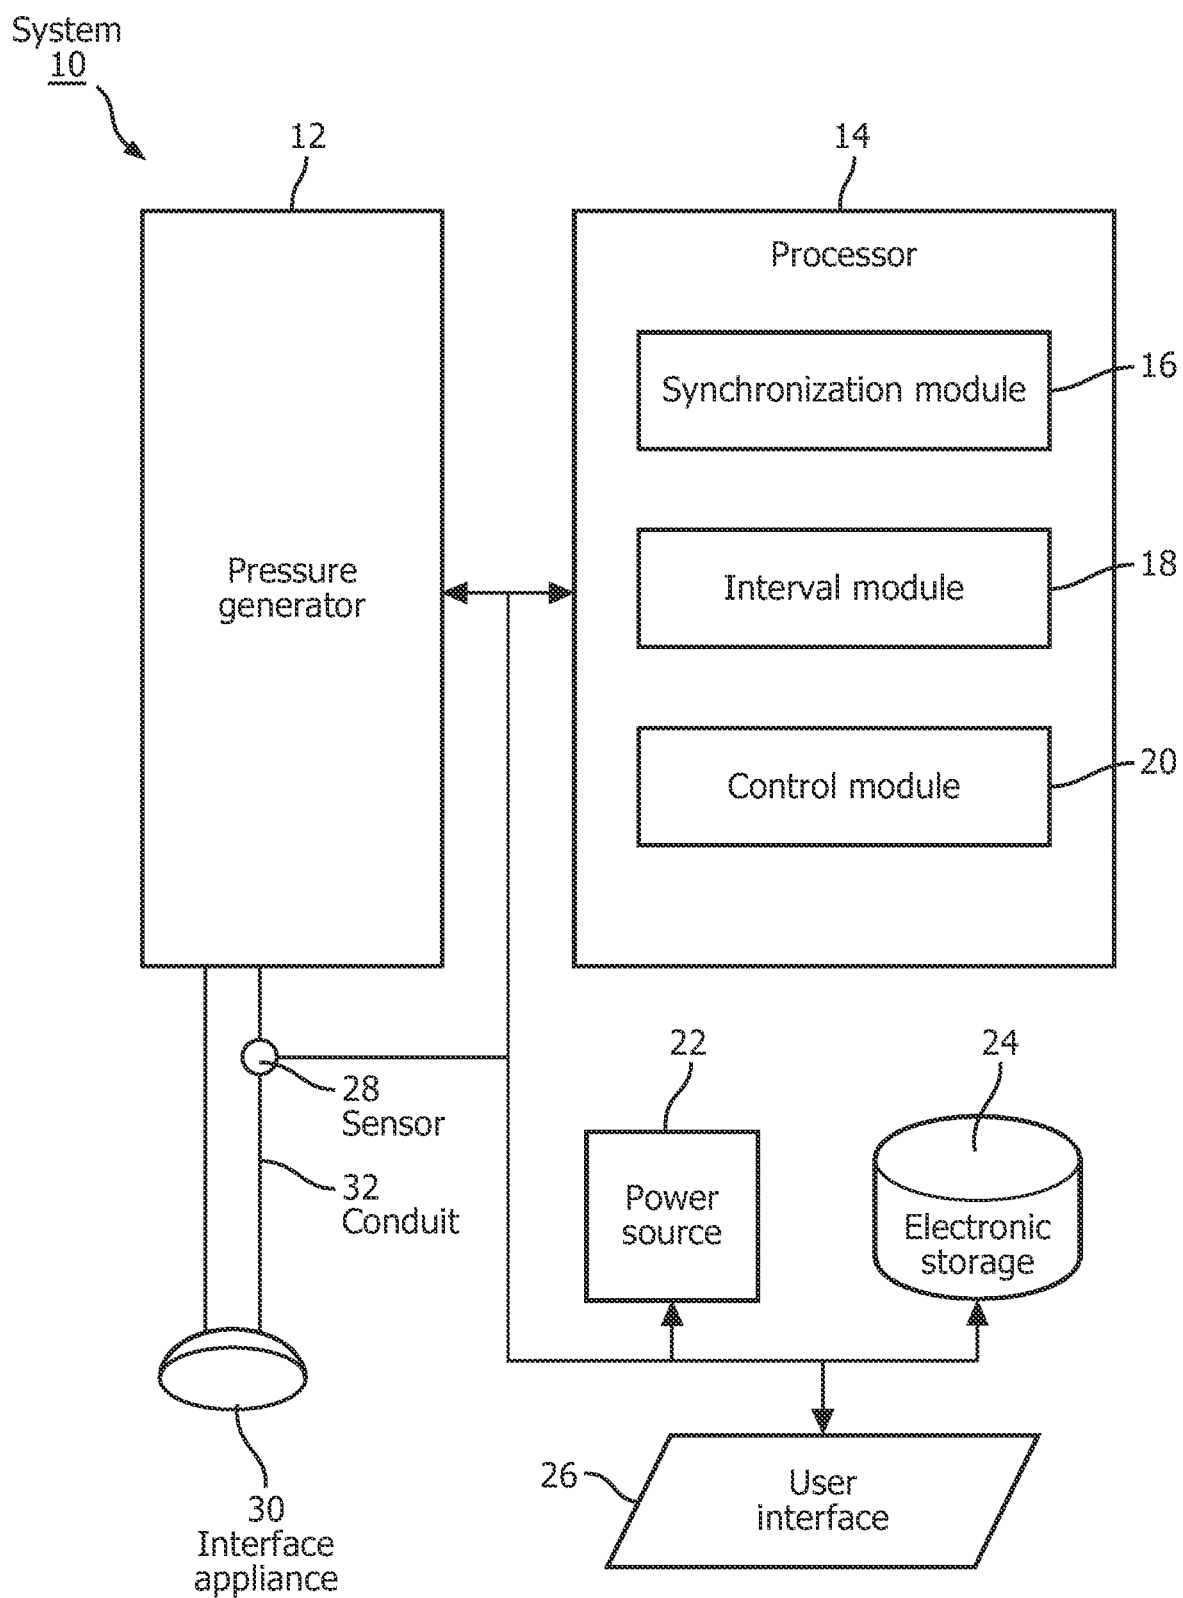 System
10
12
14
Processor
Synchronization module
16
Pressure
generator
Interval module
18
Control module
20
28
Sensor
32
Conduit
22
Power
source
24
Electronic
storage
30
Interface
appliance
26
User
interface